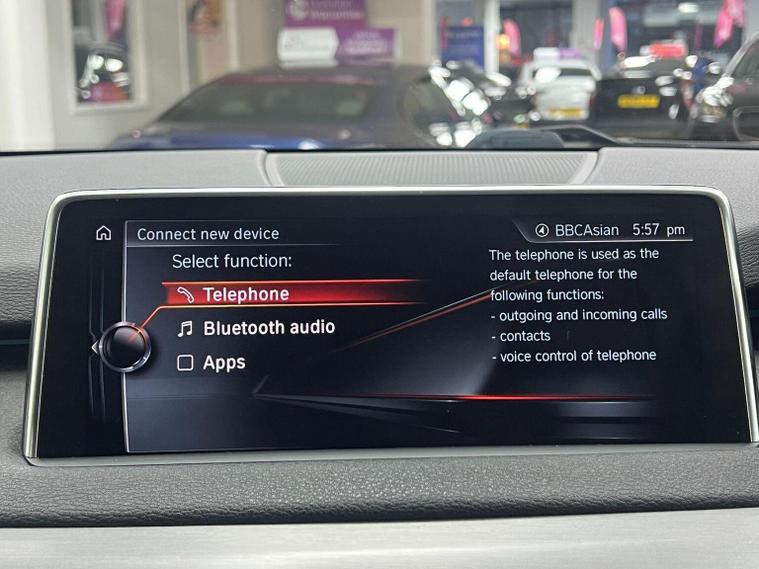 Connect new device
BBCAsian 5:57 pm
Select function:
Telephone
Bluetooth audio
Apps
The telephone is used as the
default telephone for the
following functions:
- outgoing and incoming calls
- contacts
- voice control of telephone